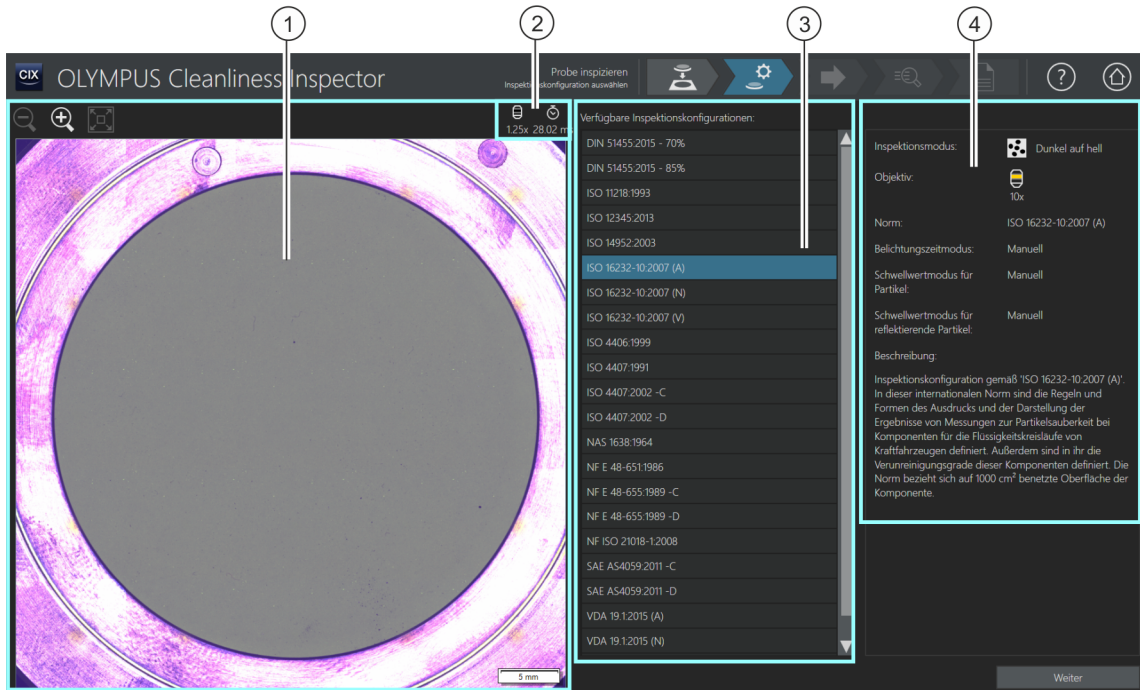 1
2
3
4
CIX
OLYMPUS Cleanliness Inspector
Probe inspizieren
Inspektionskonfiguration auswählen
?
1.25x 28.02 m
Verfügbare Inspektionskonfigurationen:
DIN 51455:2015 - 70%
DIN 51455:2015 - 85%
ISO 11218:1993
ISO 12345:2013
ISO 14952:2003
ISO 16232-10:2007 (A)
ISO 16232-10:2007 (N)
ISO 16232-10:2007 (V)
ISO 4406:1999
ISO 4407:1991
ISO 4407:2002 -C
ISO 4407:2002 -D
NAS 1638:1964
NF E 48-651:1986
NF E 48-655:1989 -C
NF E 48-655:1989 -D
NF ISO 21018-1:2008
SAE AS4059:2011 -C
SAE AS4059:2011 -D
VDA 19.1:2015 (A)
VDA 19.1:2015 (N)
Inspektionsmodus: Dunkel auf hell
Objektiv:
10x
Norm: ISO 16232-10:2007 (A)
Belichtungszeitmodus: Manuell
Schwellwertmodus für Manuell
Partikel:
Schwellwertmodus für Manuell
reflektierende Partikel:
Beschreibung:
Inspektionskonfiguration gemäß 'ISO 16232-10:2007 (A)'.
In dieser internationalen Norm sind die Regeln und
Formen des Ausdrucks und der Darstellung der
Ergebnisse von Messungen zur Partikelsauberkeit bei
Komponenten für die Flüssigkeitskreisläufe von
Kraftfahrzeugen definiert. Außerdem sind in ihr die
Verunreinigungsgrade dieser Komponenten definiert. Die
Norm bezieht sich auf 1000 cm² benetzte Oberfläche der
Komponente.
5 mm
Weiter